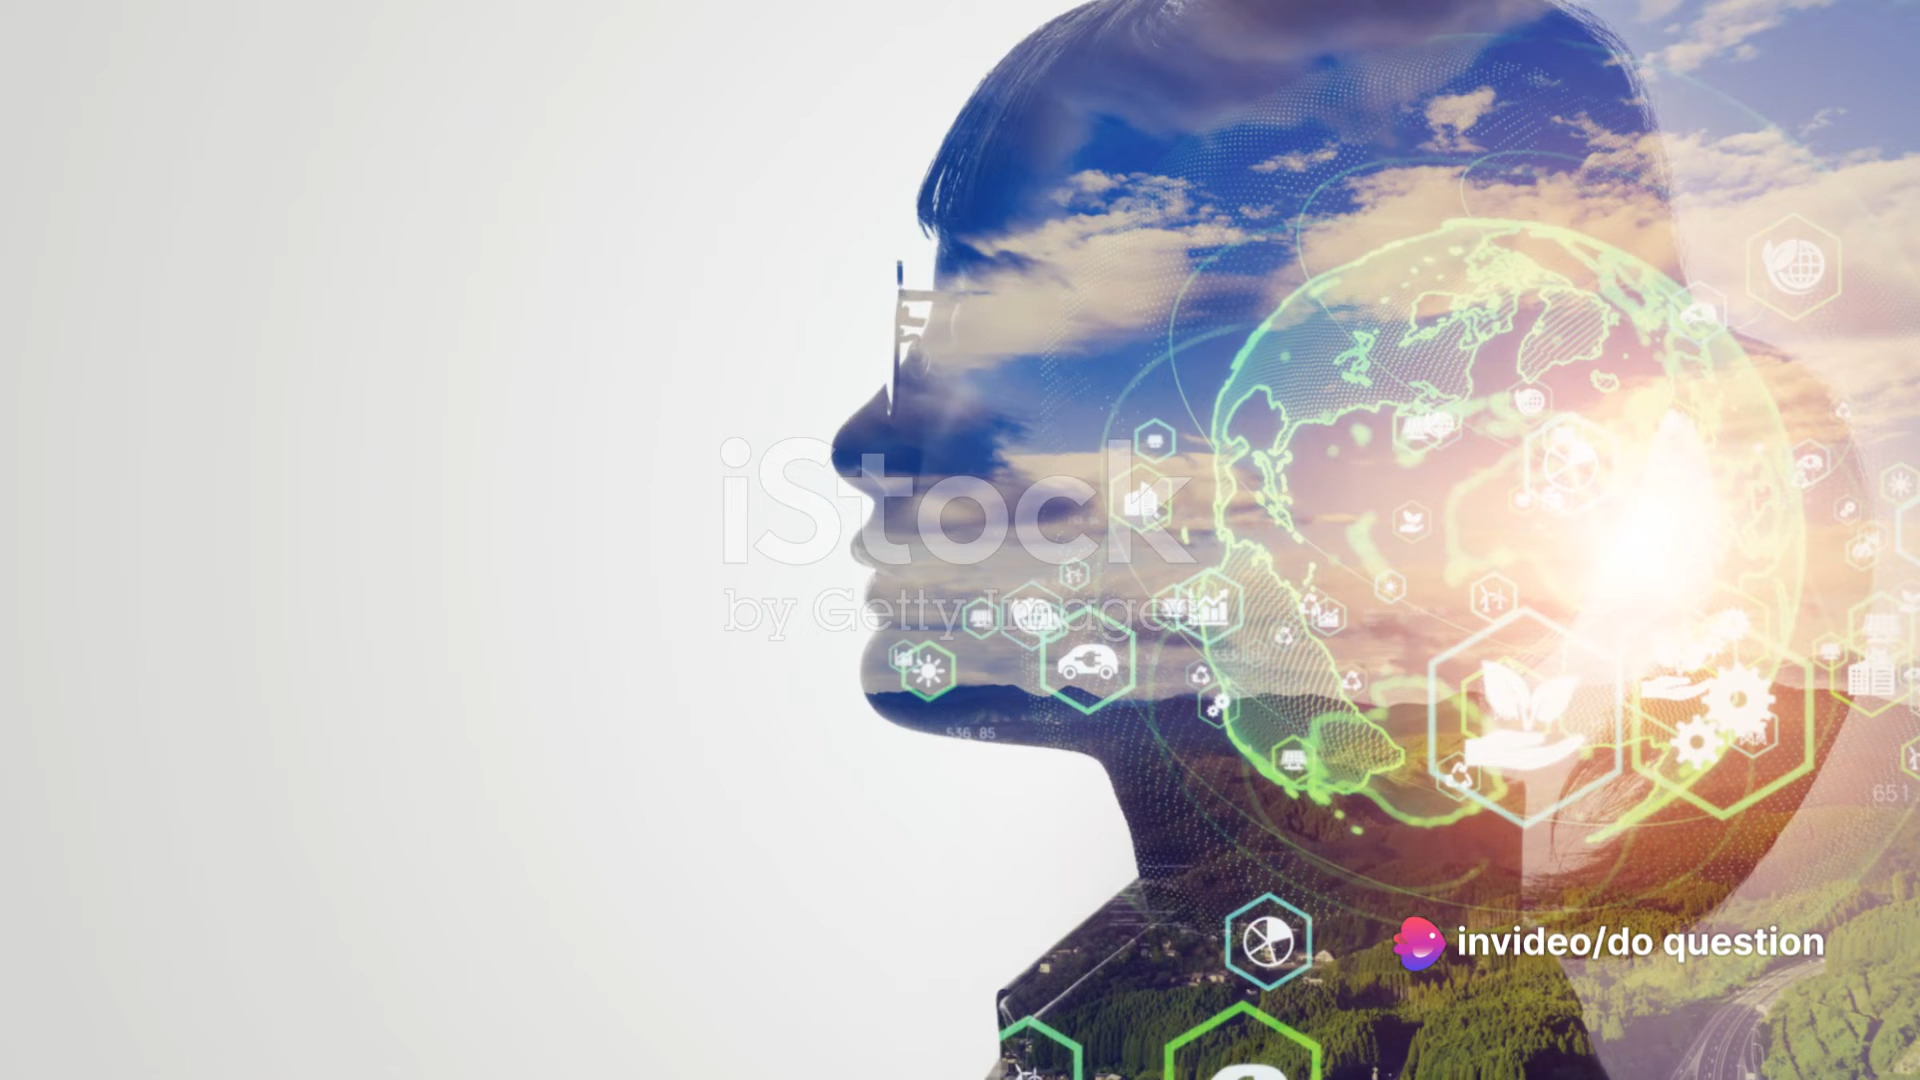 iStock
by Getty Images
536 85
651
invideo/do question